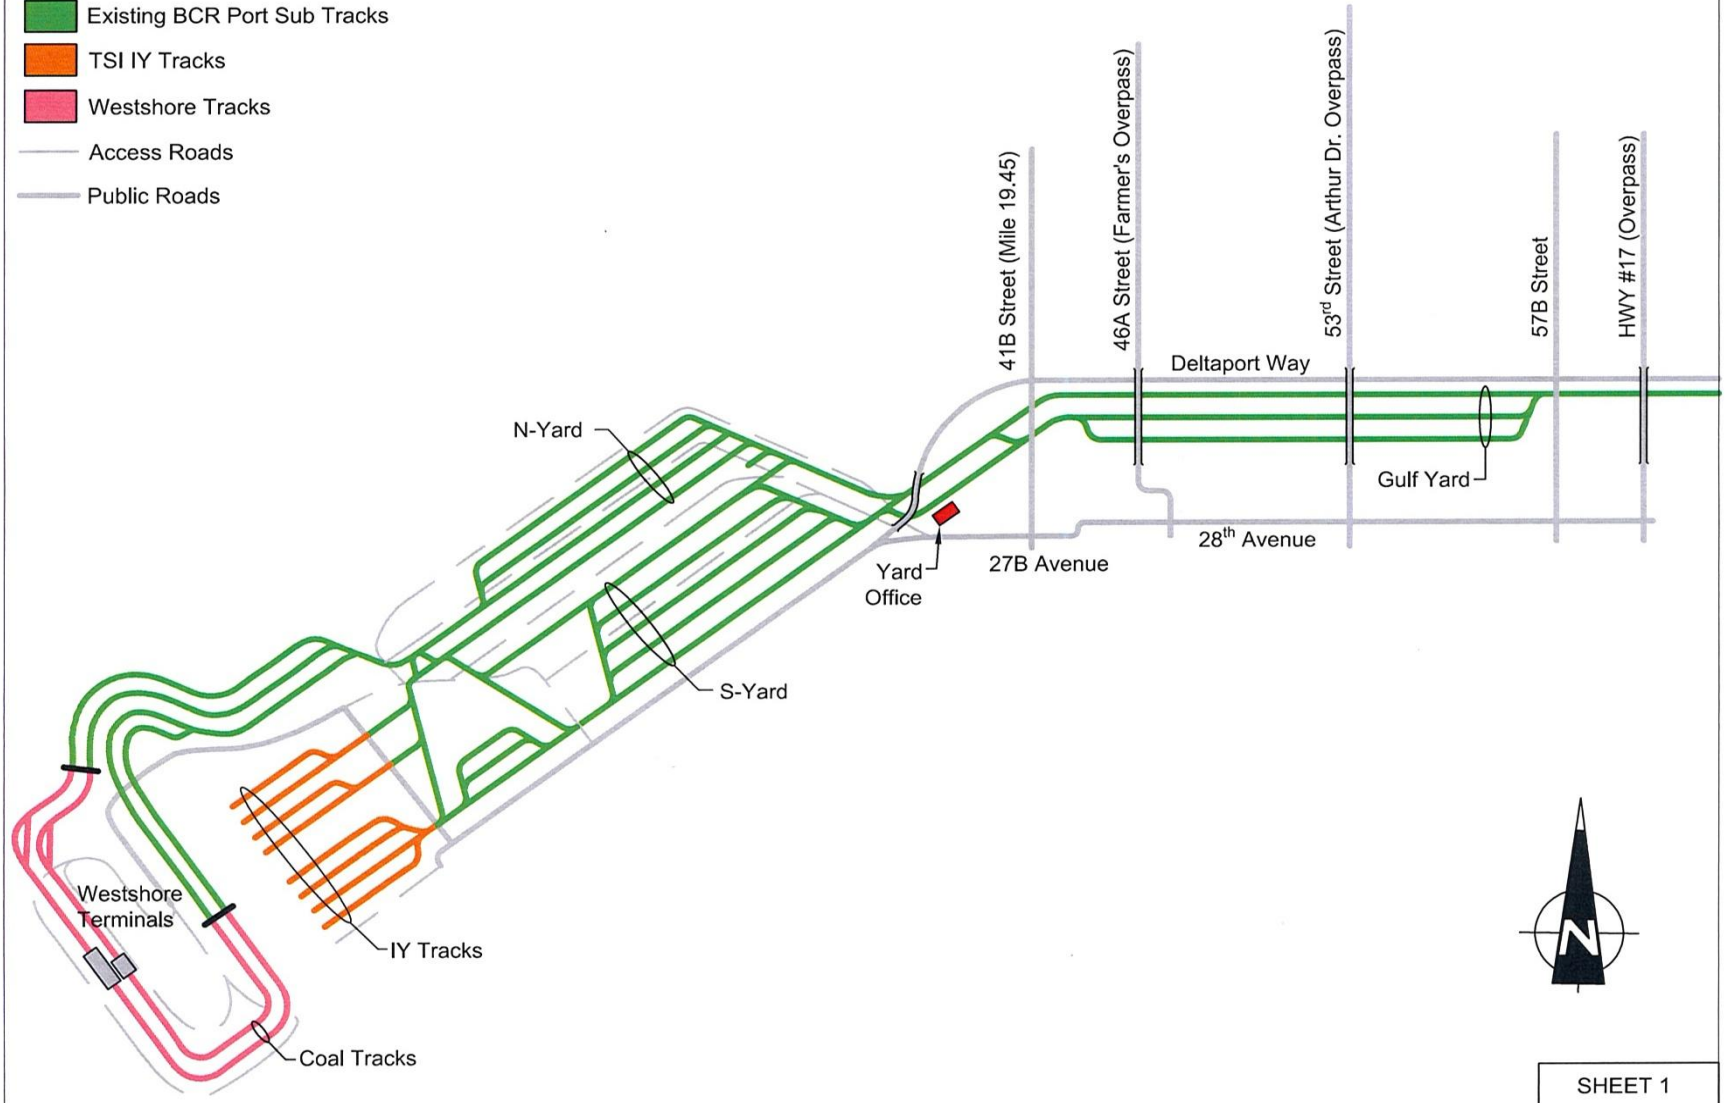 Existing BCR Port Sub Tracks
TSI IY Tracks
Westshore Tracks
Access Roads
Public Roads
41B Street (Mile 19.45)
46A Street (Farmer's Overpass)
53rd Street (Arthur Dr. Overpass)
57B Street
HWY #17 (Overpass)
Deltaport Way
N-Yard
Gulf Yard
28th Avenue
27B Avenue
Yard
Office
S-Yard
Westshore
Terminals
IY Tracks
N
Coal Tracks
SHEET 1